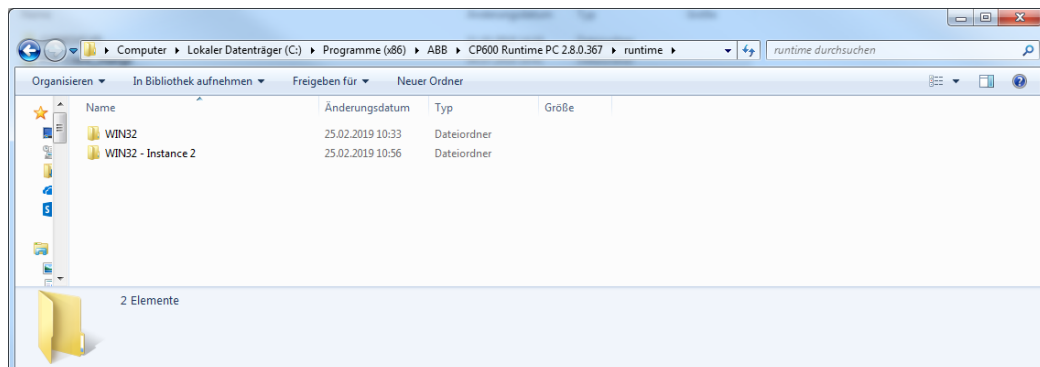 Computer ▸ Lokaler Datenträger (C:) ▸ Programme (x86) ▸ ABB ▸ CP600 Runtime PC 2.8.0.367 ▸ runtime ▸ runtime durchsuchen
Organisieren In Bibliothek aufnehmen Freigeben für Neuer Ordner
Name Änderungsdatum Typ Größe
WIN32 25.02.2019 10:33 Dateiordner
WIN32 - Instance 2 25.02.2019 10:56 Dateiordner
2 Elemente